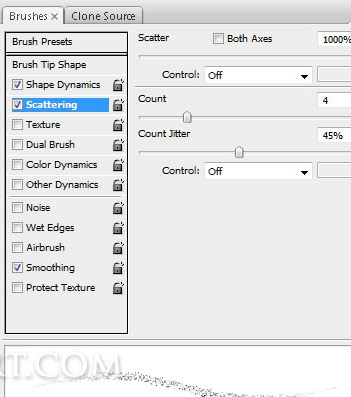 Brushes × Clone Source
Brush Presets
Scatter Both Axes 1000%
Brush Tip Shape
Control: Off
Shape Dynamics
Scattering
Count 4
Texture
Dual Brush
Count Jitter 45%
Color Dynamics
Control: Off
Other Dynamics
Noise
Wet Edges
Airbrush
Smoothing
Protect Texture
RT.COM